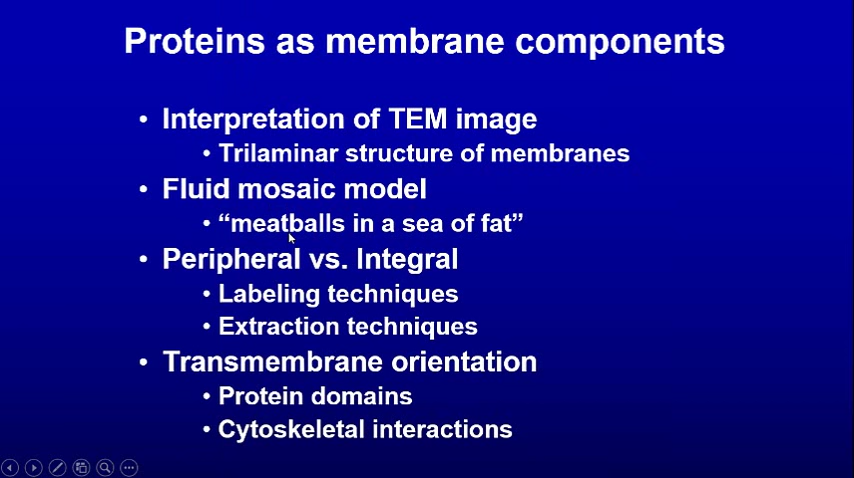 Proteins as membrane components
• Interpretation of TEM image
• Trilaminar structure of membranes
• Fluid mosaic model
• “meatballs in a sea of fat”
• Peripheral vs. Integral
• Labeling techniques
• Extraction techniques
• Transmembrane orientation
• Protein domains
• Cytoskeletal interactions